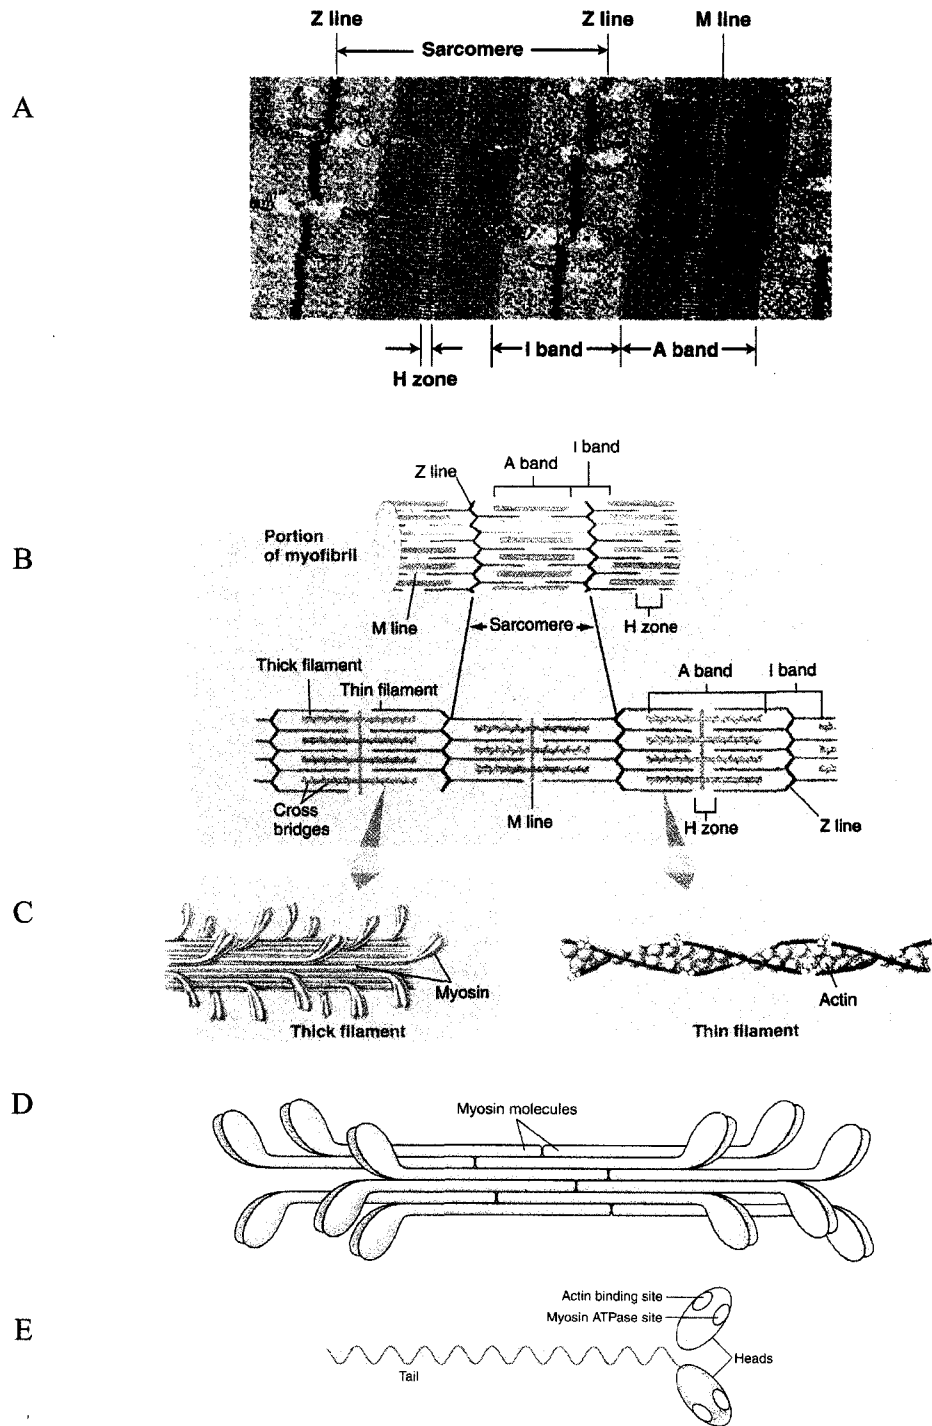 Z line Z line M line
Sarcomere
A
I band A band
H zone
I band
A band
Z line
Portion
of myofibril
B
M line
Sarcomere
H zone
Thick filament
Thin filament
A band
I band
Cross
bridges
M line
H zone
Z line
C
Myosin
Actin
Thick filament
Thin filament
D
Myosin molecules
Actin binding site
Myosin ATPase site
E
Heads
Tail